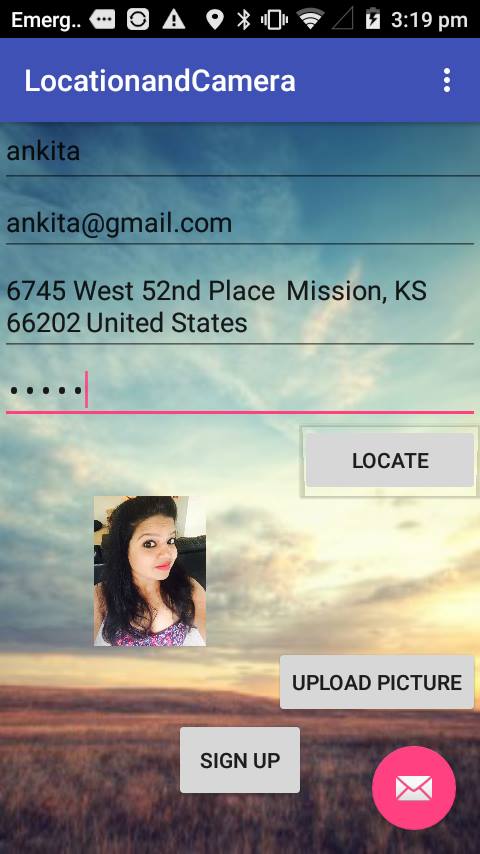 Emerg.. 3:19 pm
LocationandCamera
ankita
ankita@gmail.com
6745 West 52nd Place Mission, KS
66202 United States
•••••
LOCATE
UPLOAD PICTURE
SIGN UP